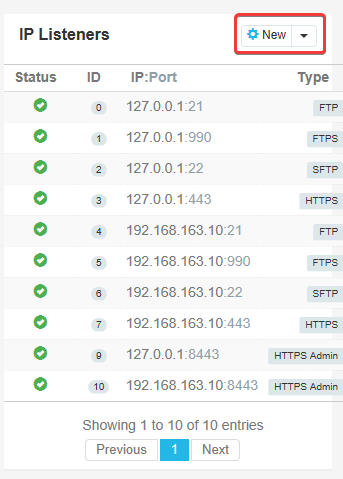 IP Listeners New
Status ID IP:Port Type
0 127.0.0.1:21 FTP
1 127.0.0.1:990 FTPS
2 127.0.0.1:22 SFTP
3 127.0.0.1:443 HTTPS
4 192.168.163.10:21 FTP
5 192.168.163.10:990 FTPS
6 192.168.163.10:22 SFTP
7 192.168.163.10:443 HTTPS
9 127.0.0.1:8443 HTTPS Admin
10 192.168.163.10:8443 HTTPS Admin
Showing 1 to 10 of 10 entries
Previous 1 Next